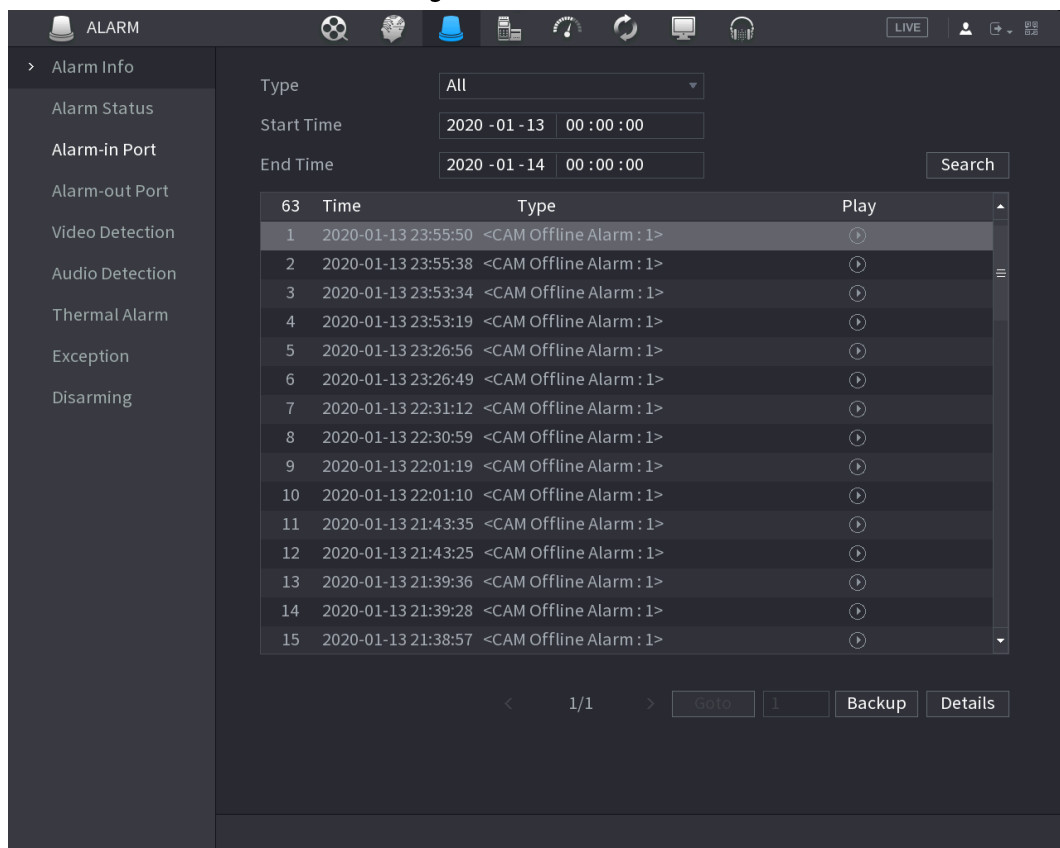 ALARM
LIVE
Alarm Info
Alarm Status
Alarm-in Port
Alarm-out Port
Video Detection
Audio Detection
Thermal Alarm
Exception
Disarming
Type All
Start Time 2020 -01 -13 00 :00 :00
End Time 2020 -01 -14 00 :00 :00
Search
63 Time Type Play
1 2020-01-13 23:55:50 <CAM Offline Alarm : 1>
2 2020-01-13 23:55:38 <CAM Offline Alarm : 1>
3 2020-01-13 23:53:34 <CAM Offline Alarm : 1>
4 2020-01-13 23:53:19 <CAM Offline Alarm : 1>
5 2020-01-13 23:26:56 <CAM Offline Alarm : 1>
6 2020-01-13 23:26:49 <CAM Offline Alarm : 1>
7 2020-01-13 22:31:12 <CAM Offline Alarm : 1>
8 2020-01-13 22:30:59 <CAM Offline Alarm : 1>
9 2020-01-13 22:01:19 <CAM Offline Alarm : 1>
10 2020-01-13 22:01:10 <CAM Offline Alarm : 1>
11 2020-01-13 21:43:35 <CAM Offline Alarm : 1>
12 2020-01-13 21:43:25 <CAM Offline Alarm : 1>
13 2020-01-13 21:39:36 <CAM Offline Alarm : 1>
14 2020-01-13 21:39:28 <CAM Offline Alarm : 1>
15 2020-01-13 21:38:57 <CAM Offline Alarm : 1>
< 1/1 > Goto 1 Backup Details